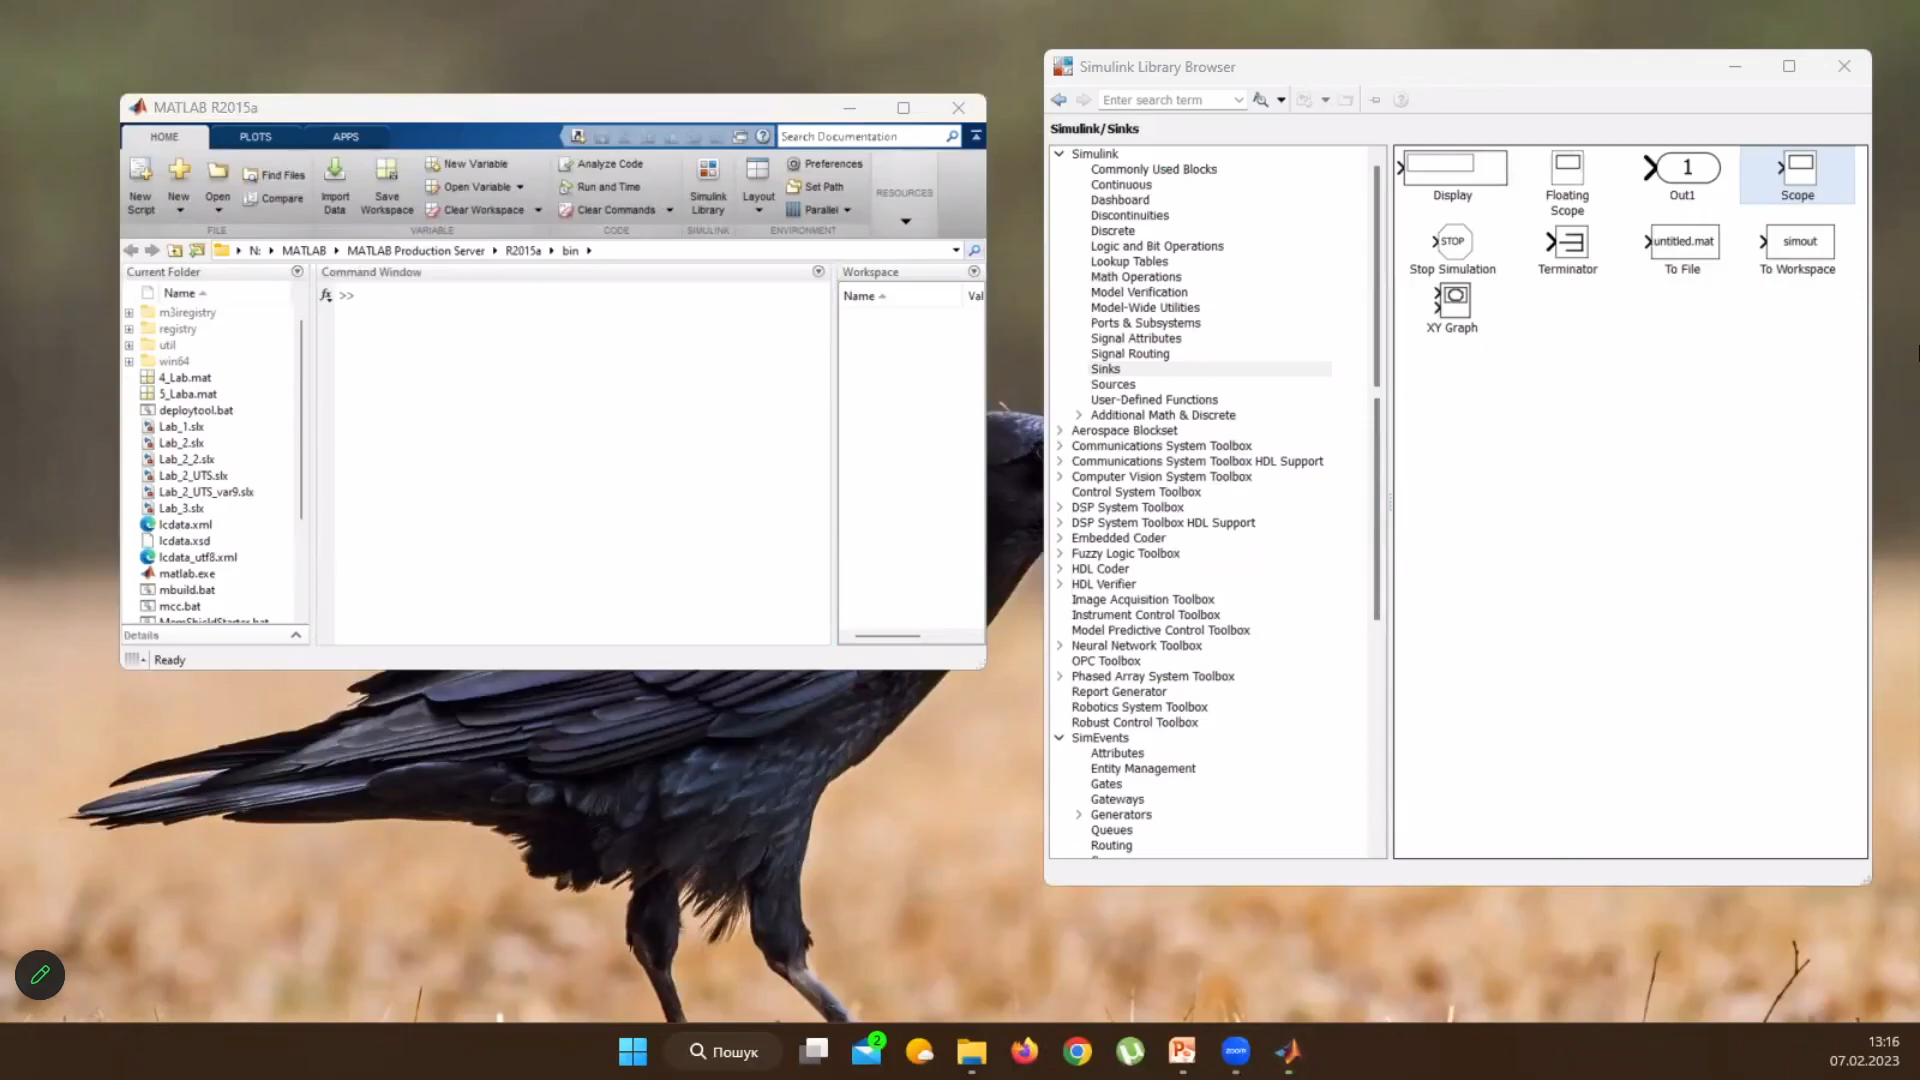 MATLAB R2015a
HOME
PLOTS
APPS
Search Documentation
New Script
New
Open
Find Files
Compare
Import Data
Save Workspace
New Variable
Open Variable
Clear Workspace
Analyze Code
Run and Time
Clear Commands
Simulink Library
Layout
Preferences
Set Path
Parallel
RESOURCES
FILE
VARIABLE
CODE
SIMULINK
ENVIRONMENT
N:
MATLAB
MATLAB Production Server
R2015a
bin
Current Folder
Name
m3iregistry
registry
util
win64
4_Lab.mat
5_Laba.mat
deploytool.bat
Lab_1.slx
Lab_2.slx
Lab_2_2.slx
Lab_2_UTS.slx
Lab_2_UTS_var9.slx
Lab_3.slx
lcdata.xml
lcdata.xsd
lcdata_utf8.xml
matlab.exe
mbuild.bat
mcc.bat
MemShieldStarter.bat
Details
Ready
Command Window
fx >>
Workspace
Name
Val
Simulink Library Browser
Enter search term
Simulink/Sinks
Simulink
Commonly Used Blocks
Continuous
Dashboard
Discontinuities
Discrete
Logic and Bit Operations
Lookup Tables
Math Operations
Model Verification
Model-Wide Utilities
Ports & Subsystems
Signal Attributes
Signal Routing
Sinks
Sources
User-Defined Functions
Additional Math & Discrete
Aerospace Blockset
Communications System Toolbox
Communications System Toolbox HDL Support
Computer Vision System Toolbox
Control System Toolbox
DSP System Toolbox
DSP System Toolbox HDL Support
Embedded Coder
Fuzzy Logic Toolbox
HDL Coder
HDL Verifier
Image Acquisition Toolbox
Instrument Control Toolbox
Model Predictive Control Toolbox
Neural Network Toolbox
OPC Toolbox
Phased Array System Toolbox
Report Generator
Robotics System Toolbox
Robust Control Toolbox
SimEvents
Attributes
Entity Management
Gates
Gateways
Generators
Queues
Routing
Display
Floating Scope
1
Out1
Scope
STOP
Stop Simulation
Terminator
untitled.mat
To File
simout
To Workspace
XY Graph
Пошук
2
zoom
13:16
07.02.2023